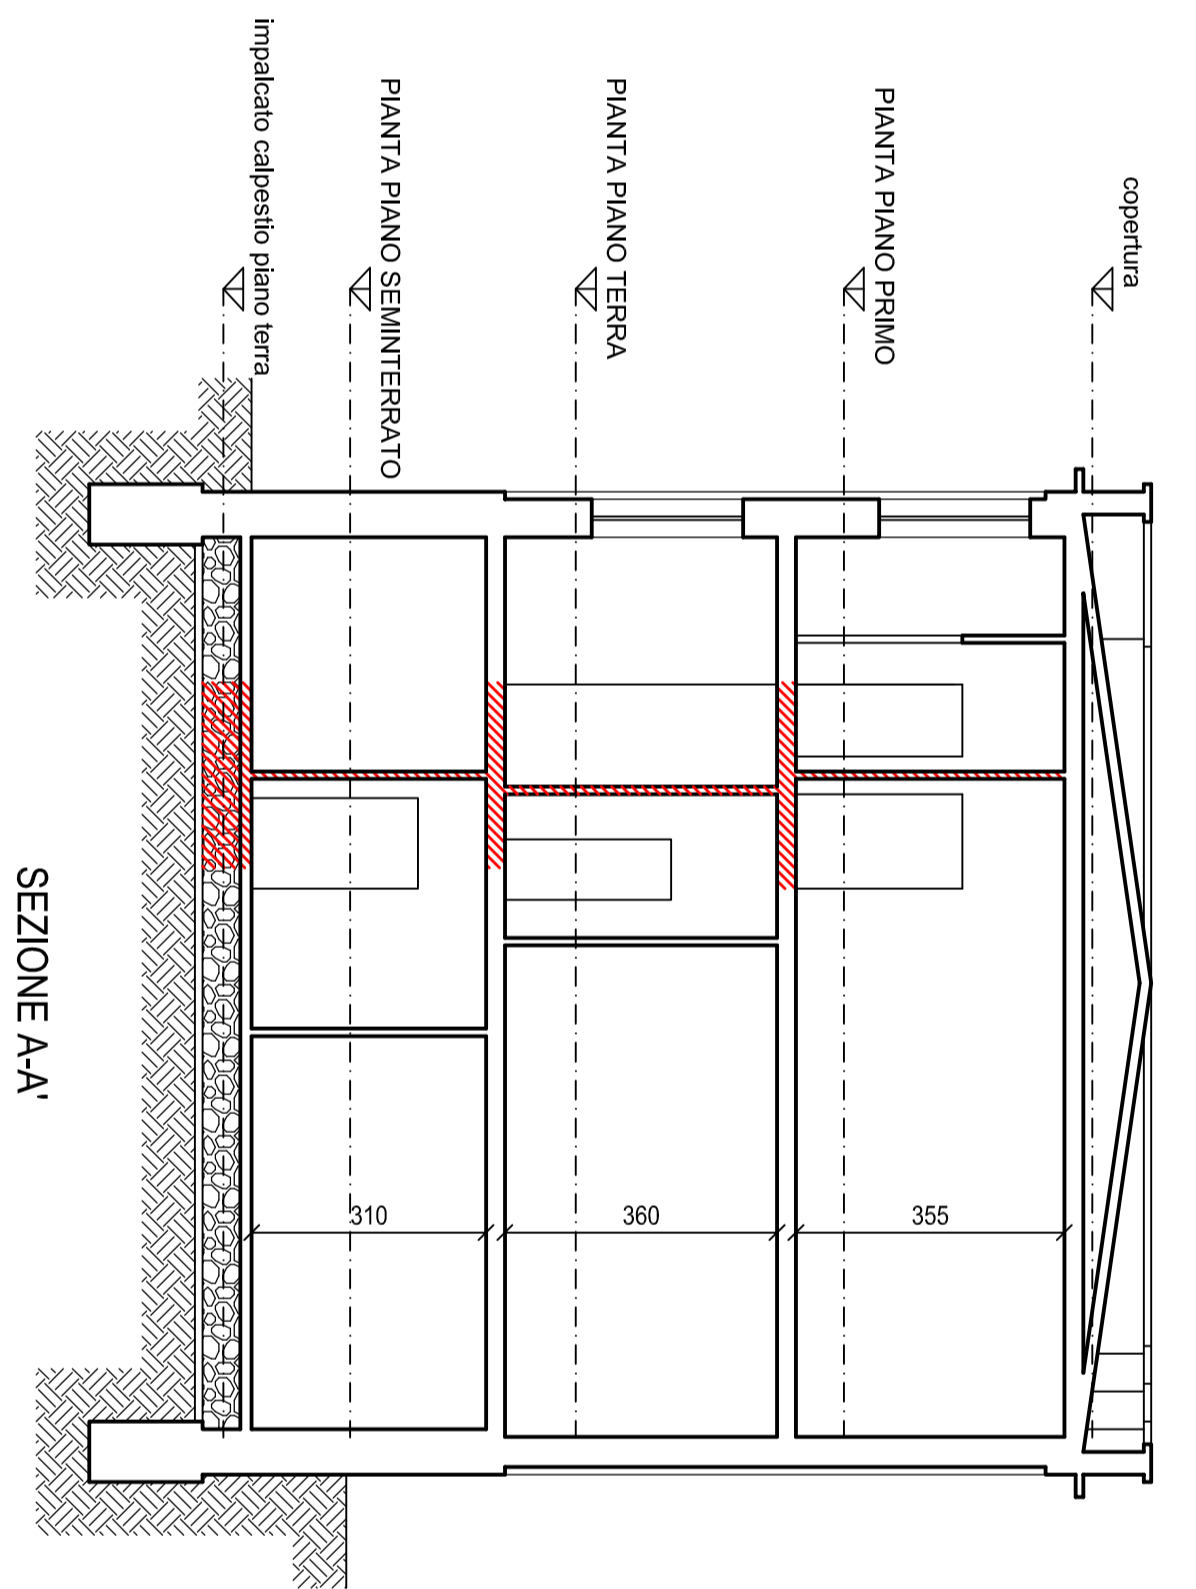 copertura
PIANTA PIANO PRIMO
355
PIANTA PIANO TERRA
360
PIANTA PIANO SEMINTERRATO
310
impalcato calpestio piano terra
SEZIONE A-A'